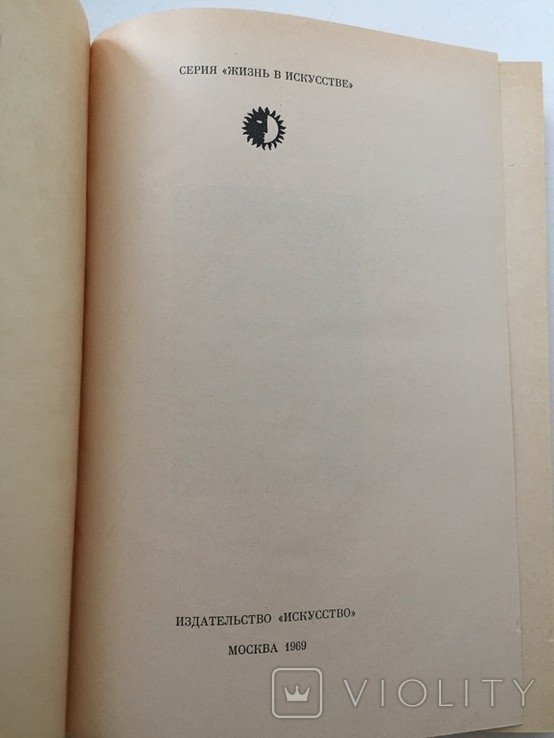 СЕРИЯ «ЖИЗНЬ В ИСКУССТВЕ»
ИЗДАТЕЛЬСТВО «ИСКУССТВО»
МОСКВА 1969
VIOLITY